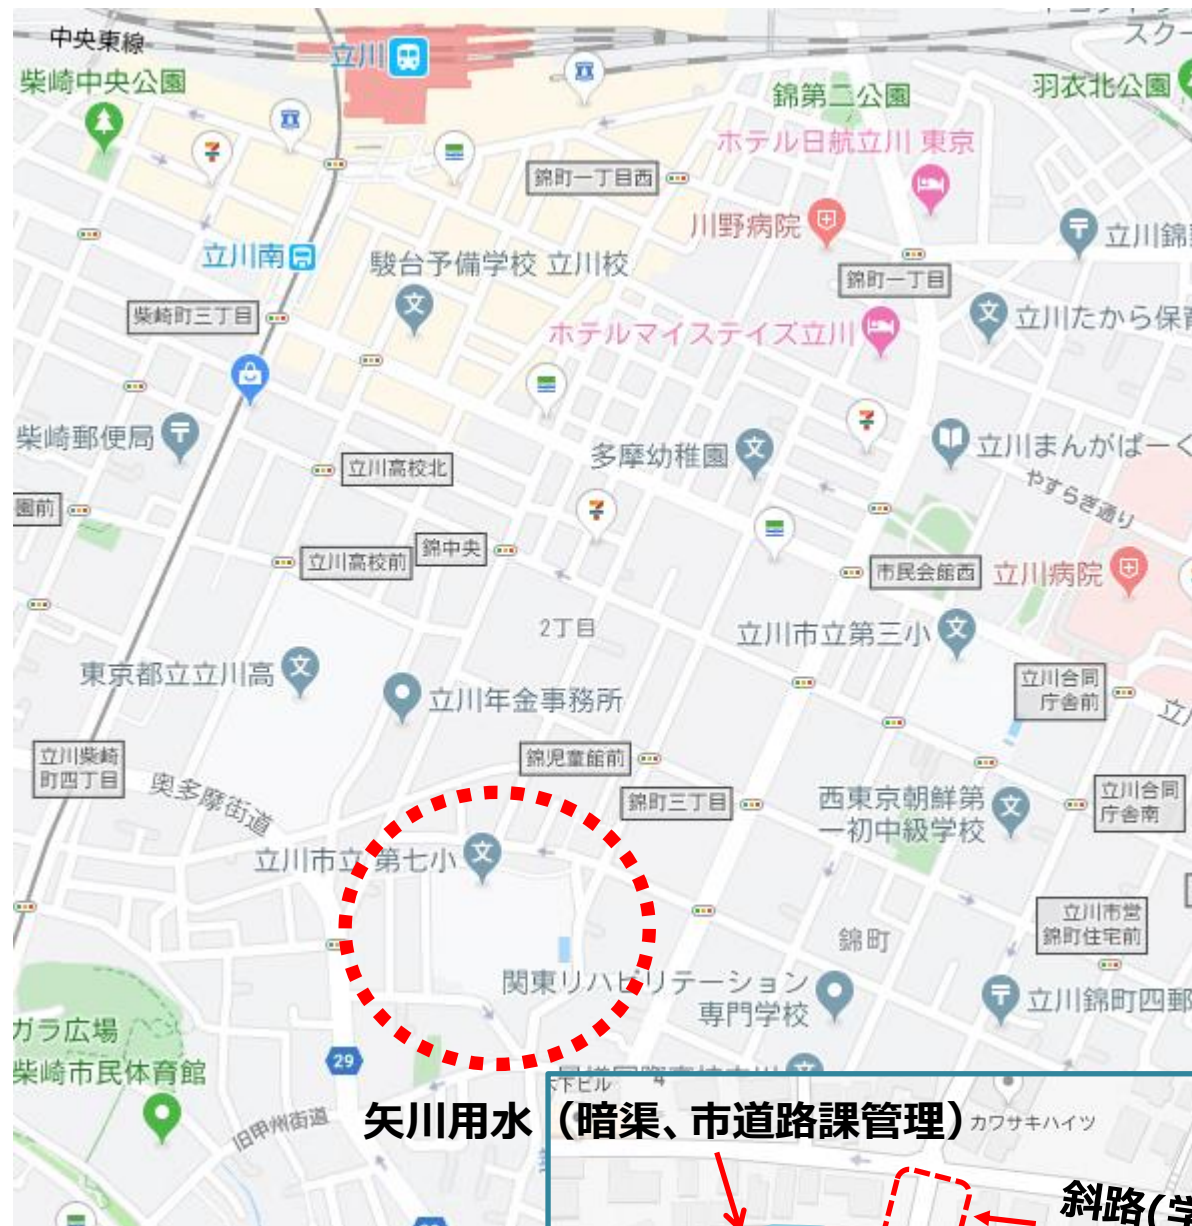 中央東線
立川
スク
柴崎中央公園
錦第二公園
羽衣北公園
ホテル日航立川 東京
錦町一丁目西
川野病院
立川錦
立川南
駿台予備学校 立川校
錦町一丁目
柴崎町三丁目
ホテルマイステイズ立川
立川たから保育
柴崎郵便局
立川高校北
多摩幼稚園
立川まんがぱーく
やすらぎ通り
園前
立川高校前
錦中央
市民会館西
立川病院
2丁目
立川市立第三小
東京都立立川高
立川年金事務所
立川合同
庁舎前
立川柴崎
町四丁目
奥多摩街道
錦児童館前
錦町三丁目
西東京朝鮮第
一初中級学校
立川合同
庁舎南
立川市立 第七小
立川市営
錦町住宅前
錦町
関東リハビリテーション
専門学校
立川錦町四郵
ガラ広場
柴崎市民体育館
29
旧甲州街道
下ビル
4
矢川用水（暗渠、市道路課管理）
カワサキハイツ
斜路(学